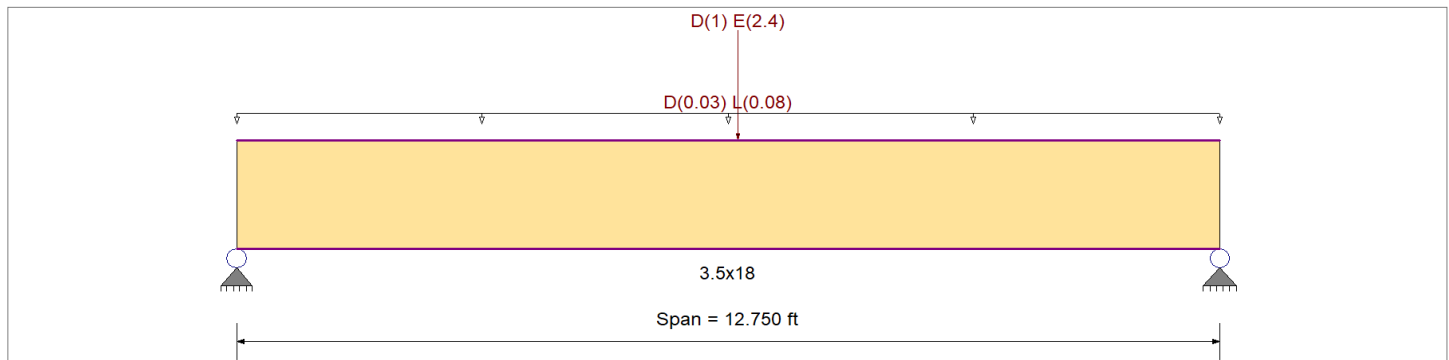 D(1) E(2.4)
D(0.03) L(0.08)
3.5x18
Span = 12.750 ft